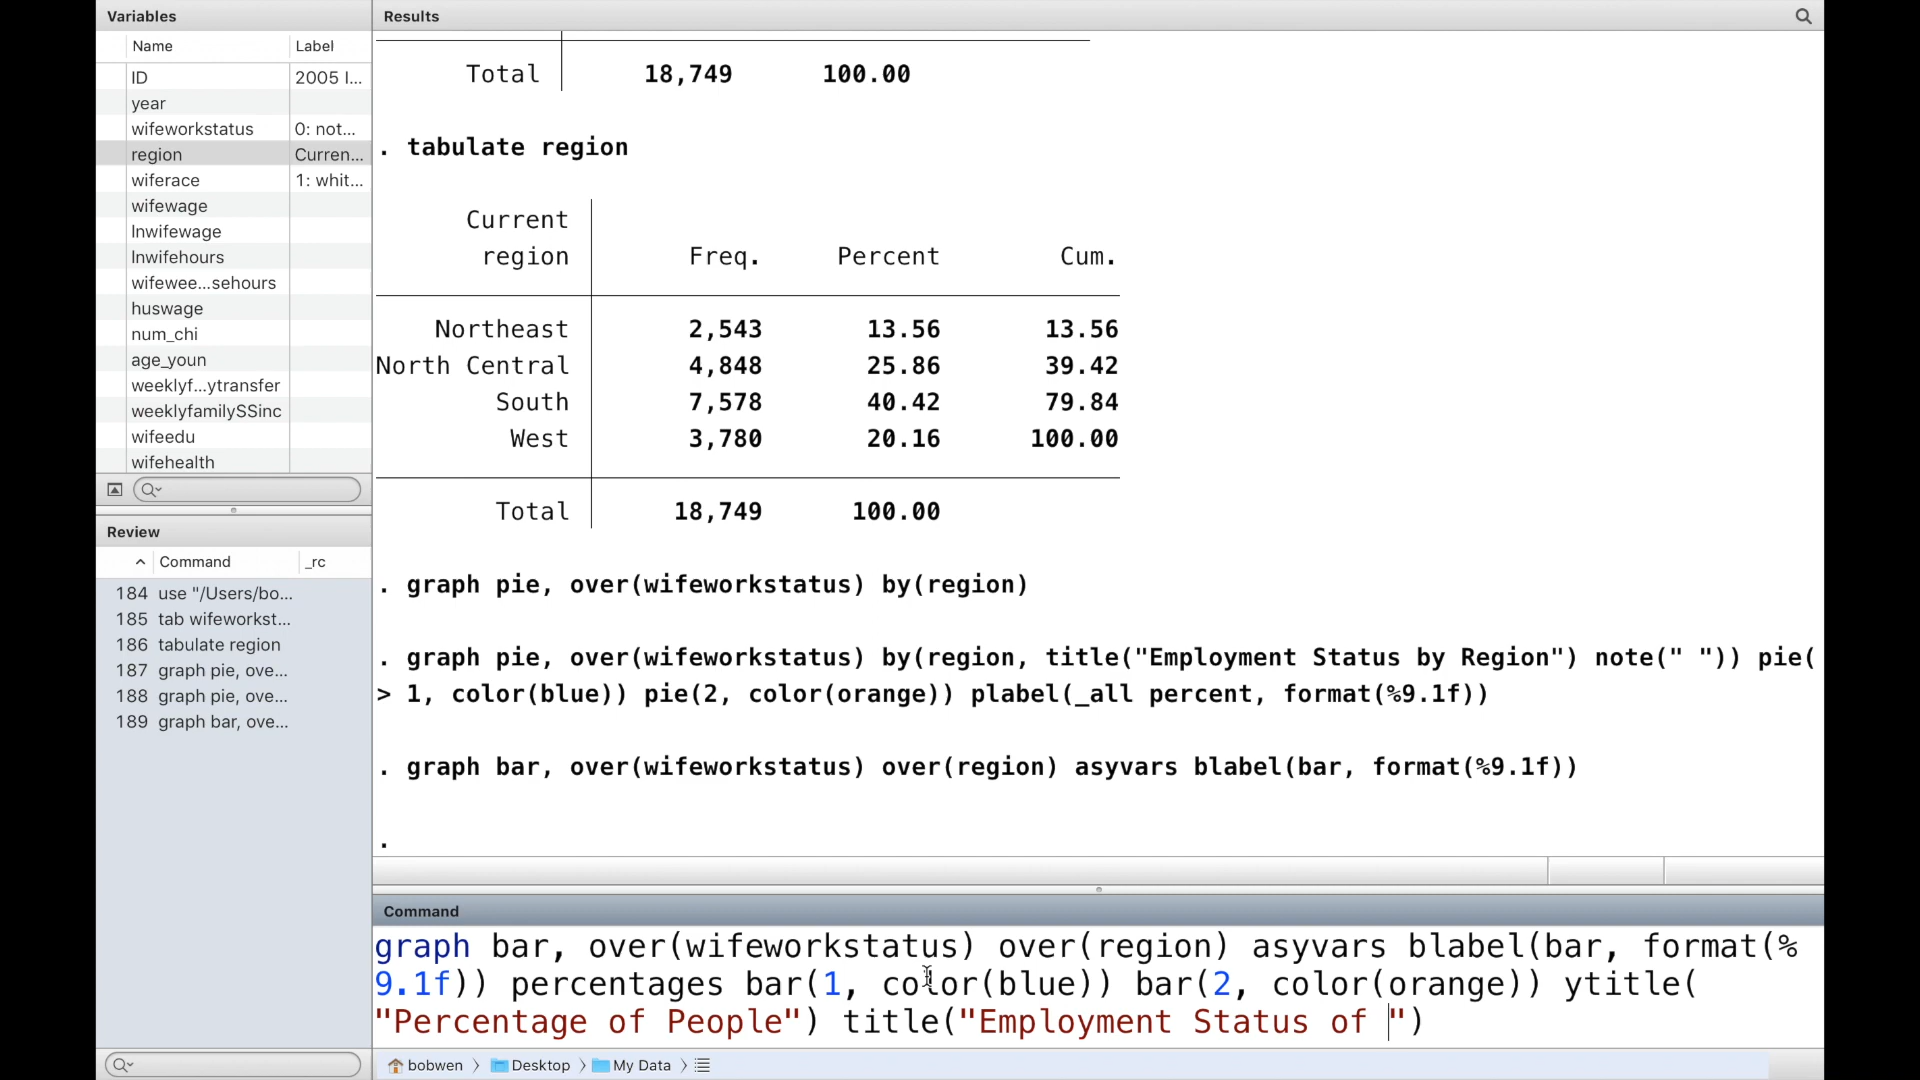 Variables
Name Label
ID 2005 I...
year
wifeworkstatus 0: not...
region Curren...
wiferace 1: whit...
wifewage
lnwifewage
lnwifehours
wifewee...sehours
huswage
num_chi
age_youn
weeklyf...ytransfer
weeklyfamilySSinc
wifeedu
wifehealth
Review
Command _rc
184 use "/Users/bo...
185 tab wifeworkst...
186 tabulate region
187 graph pie, ove...
188 graph pie, ove...
189 graph bar, ove...
Results
Total 18,749 100.00
. tabulate region
Current
region Freq. Percent Cum.
Northeast 2,543 13.56 13.56
North Central 4,848 25.86 39.42
South 7,578 40.42 79.84
West 3,780 20.16 100.00
Total 18,749 100.00
. graph pie, over(wifeworkstatus) by(region)
. graph pie, over(wifeworkstatus) by(region, title("Employment Status by Region") note(" ")) pie(
> 1, color(blue)) pie(2, color(orange)) plabel(_all percent, format(%9.1f))
. graph bar, over(wifeworkstatus) over(region) asyvars blabel(bar, format(%9.1f))
.
Command
graph bar, over(wifeworkstatus) over(region) asyvars blabel(bar, format(%
9.1f)) percentages bar(1, color(blue)) bar(2, color(orange)) ytitle(
"Percentage of People") title("Employment Status of ")
bobwen Desktop My Data